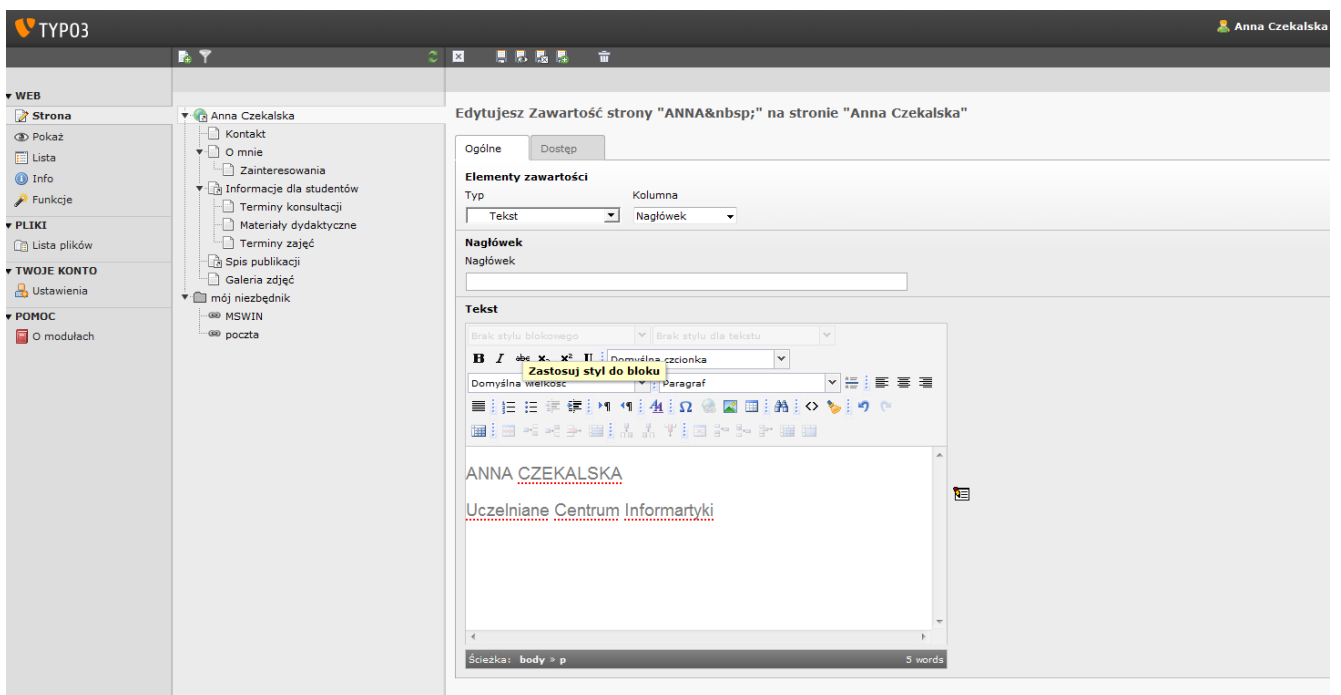 TYPO3
Anna Czekalska
WEB
Strona
Pokaż
Lista
Info
Funkcje
PLIKI
Lista plików
TWOJE KONTO
Ustawienia
POMOC
O modułach
Anna Czekalska
Kontakt
O mnie
Zainteresowania
Informacje dla studentów
Terminy konsultacji
Materiały dydaktyczne
Terminy zajęć
Spis publikacji
Galeria zdjęć
mój niezbędnik
MSWIN
poczta
Edytujesz Zawartość strony "ANNA&nbsp;" na stronie "Anna Czekalska"
Ogólne Dostęp
Elementy zawartości
Typ Kolumna
Tekst Nagłówek
Nagłówek
Nagłówek
Tekst
Brak stylu blokowego Brak stylu dla tekstu
B I abc x₂ x² U Domyślna czcionka
Zastosuj styl do bloku
Domyślna wielkość Paragraf
ANNA CZEKALSKA
Uczelniane Centrum Informartyki
Ścieżka: body » p 5 words